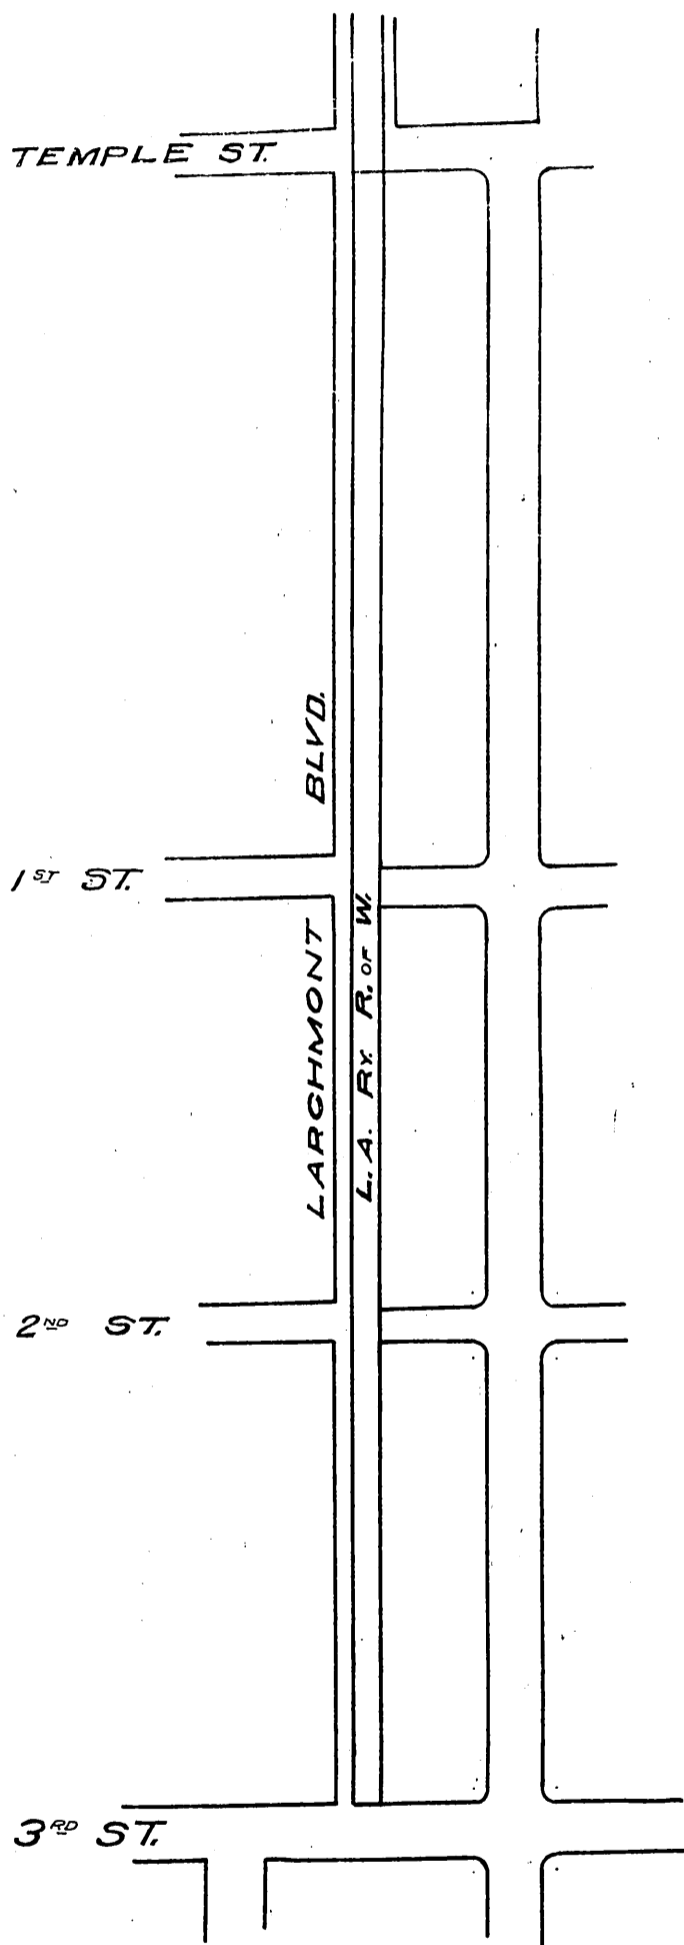 TEMPLE ST.
BLVD.
1ST ST.
LARCHMONT
L.A. RY. R. OF W.
2ND ST.
3RD ST.